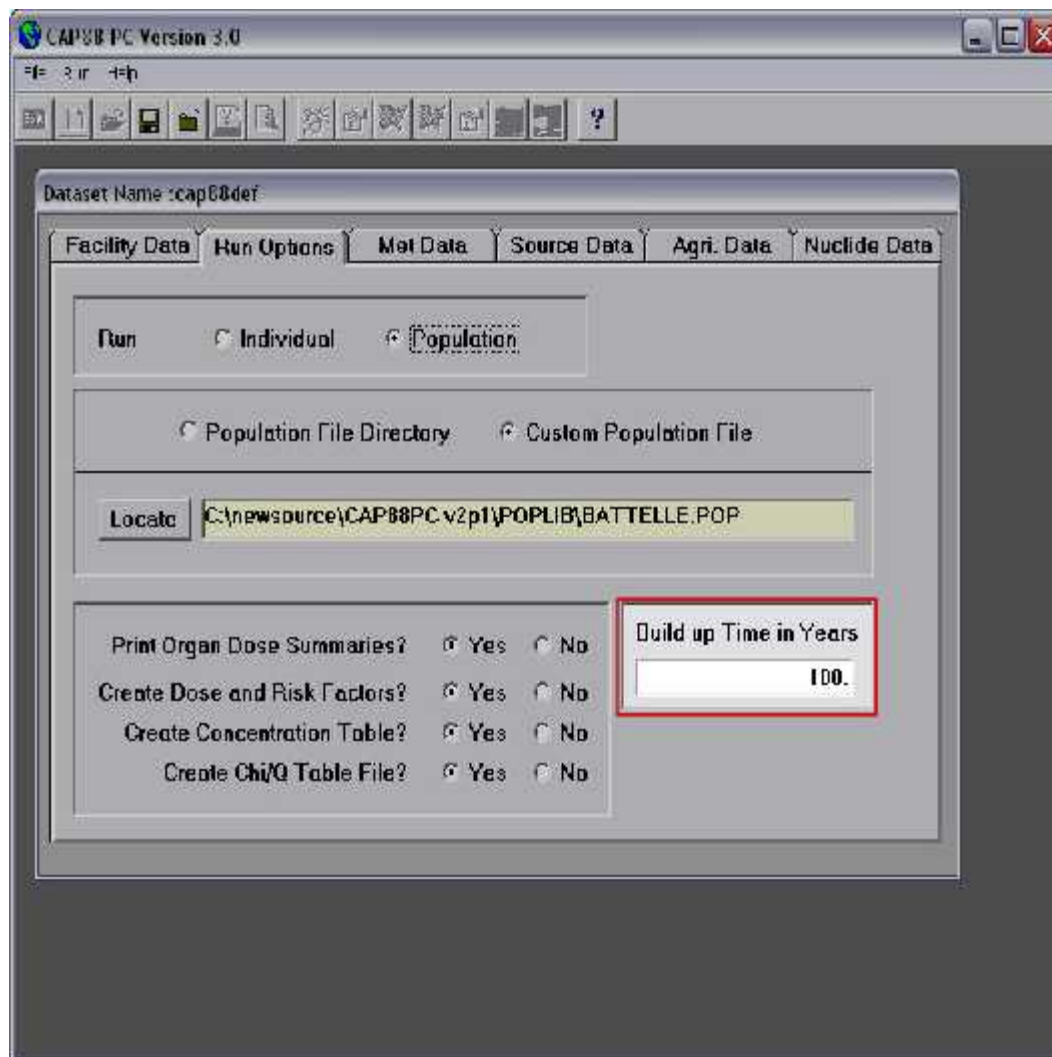 CAP88 PC Version 3.0
File Run Help
Dataset Name :cap88def
Facility Data Run Options Met Data Source Data Agri. Data Nuclide Data
Run Individual Population
Population File Directory Custom Population File
Locate C:\newsource\CAP88PC-v2p1\POPLIB\BATTELLE.POP
Print Organ Dose Summaries? Yes No
Create Dose and Risk Factors? Yes No
Create Concentration Table? Yes No
Create Chi/Q Table File? Yes No
Build up Time in Years
100.